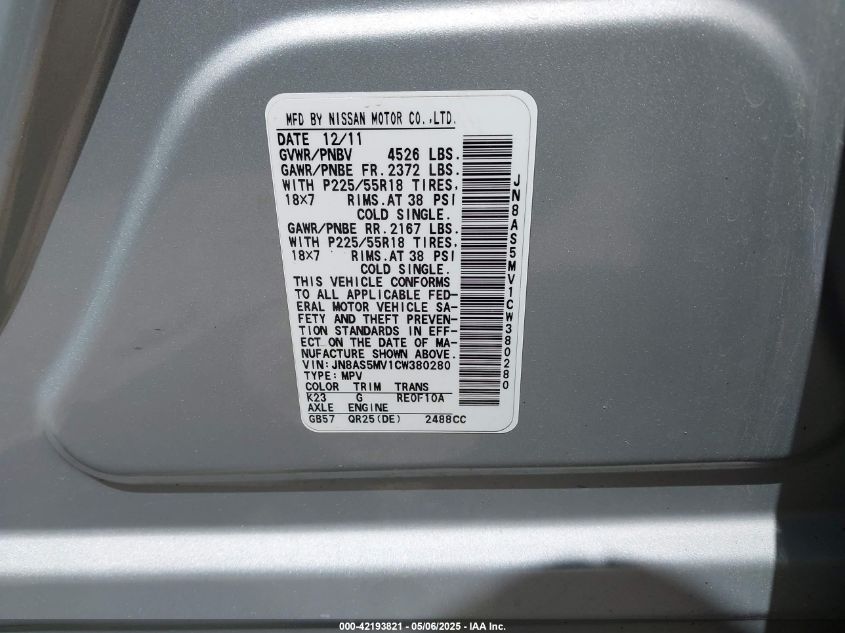 MFD BY NISSAN MOTOR CO.,LTD.
DATE 12/11
GVWR/PNBV 4526 LBS.
GAWR/PNBE FR. 2372 LBS.
WITH P225/55R18 TIRES,
18X7 RIMS.AT 38 PSI
COLD SINGLE.
GAWR/PNBE RR. 2167 LBS.
WITH P225/55R18 TIRES,
18X7 RIMS.AT 38 PSI
COLD SINGLE.
THIS VEHICLE CONFORMS
TO ALL APPLICABLE FED-
ERAL MOTOR VEHICLE SA-
FETY AND THEFT PREVEN-
TION STANDARDS IN EFF-
ECT ON THE DATE OF MA-
NUFACTURE SHOWN ABOVE.
VIN: JN8AS5MV1CW380280
TYPE: MPV
COLOR TRIM TRANS
K23 G RE0F10A
AXLE ENGINE
GB57 QR25(DE) 2488CC
JN8AS5MV1CW380280
000-42193821 - 05/06/2025 - IAA Inc.